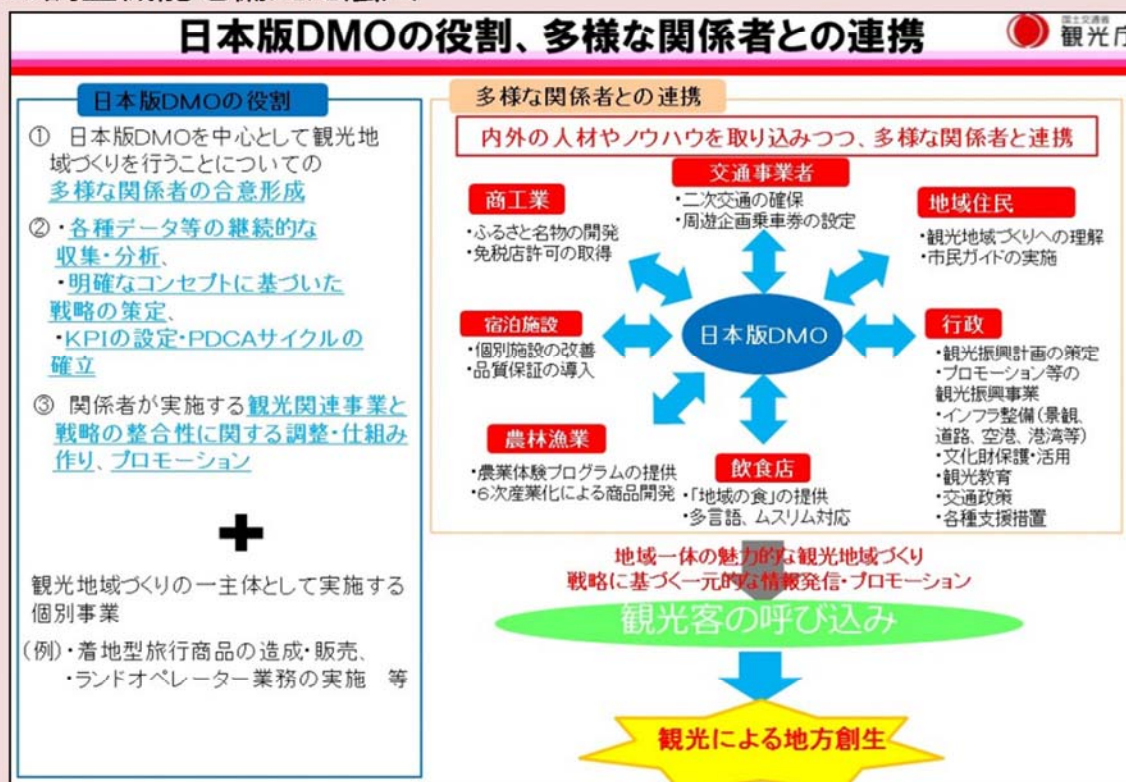 日本版DMOの役割、多様な関係者との連携
国土交通省
観光庁
日本版DMOの役割
① 日本版DMOを中心として観光地
域づくりを行うことについての
多様な関係者の合意形成
②・各種データ等の継続的な
収集・分析、
・明確なコンセプトに基づいた
戦略の策定、
・KPIの設定・PDCAサイクルの
確立
③ 関係者が実施する観光関連事業と
戦略の整合性に関する調整・仕組み
作り、プロモーション
+
観光地域づくりの一主体として実施する
個別事業
(例)・着地型旅行商品の造成・販売、
・ランドオペレーター業務の実施 等
多様な関係者との連携
内外の人材やノウハウを取り込みつつ、多様な関係者と連携
交通事業者
・二次交通の確保
・周遊企画乗車券の設定
商工業
・ふるさと名物の開発
・免税店許可の取得
地域住民
・観光地域づくりへの理解
・市民ガイドの実施
宿泊施設
・個別施設の改善
・品質保証の導入
日本版DMO
行政
・観光振興計画の策定
・プロモーション等の
観光振興事業
・インフラ整備(景観、
道路、空港、港湾等)
・文化財保護・活用
・観光教育
・交通政策
・各種支援措置
農林漁業
・農業体験プログラムの提供
・6次産業化による商品開発
飲食店
・「地域の食」の提供
・多言語、ムスリム対応
地域一体の魅力的な観光地域づくり
戦略に基づく一元的な情報発信・プロモーション
観光客の呼び込み
観光による地方創生